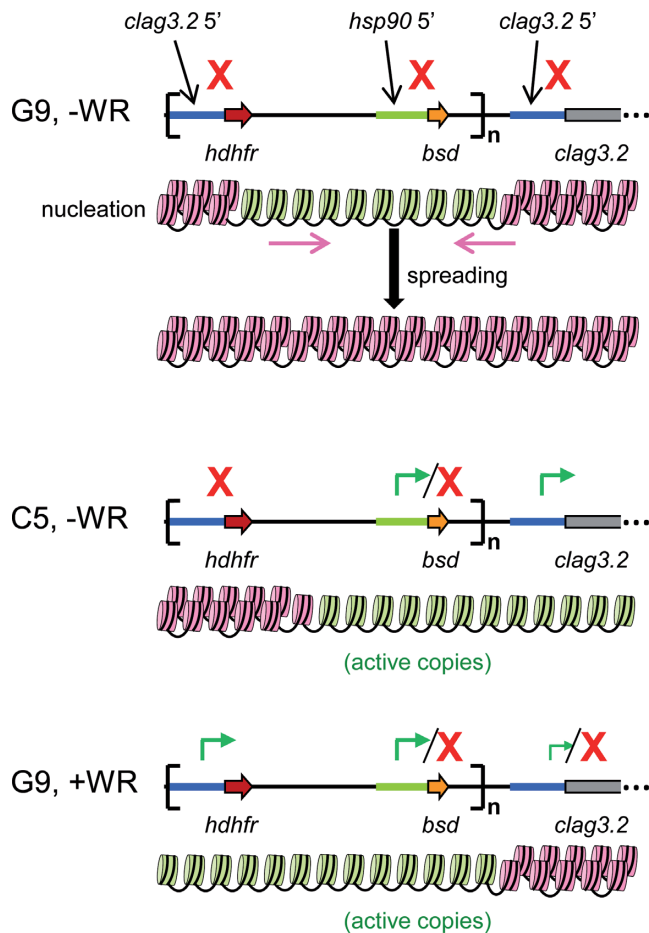 clag3.2 5’ hsp90 5’ clag3.2 5’
X X X
G9, -WR
[ ]n ...
hdhfr bsd clag3.2
nucleation
spreading
X /X
C5, -WR
[ ]n ...
hdhfr bsd clag3.2
(active copies)
/X /X
G9, +WR
[ ]n ...
hdhfr bsd clag3.2
(active copies)